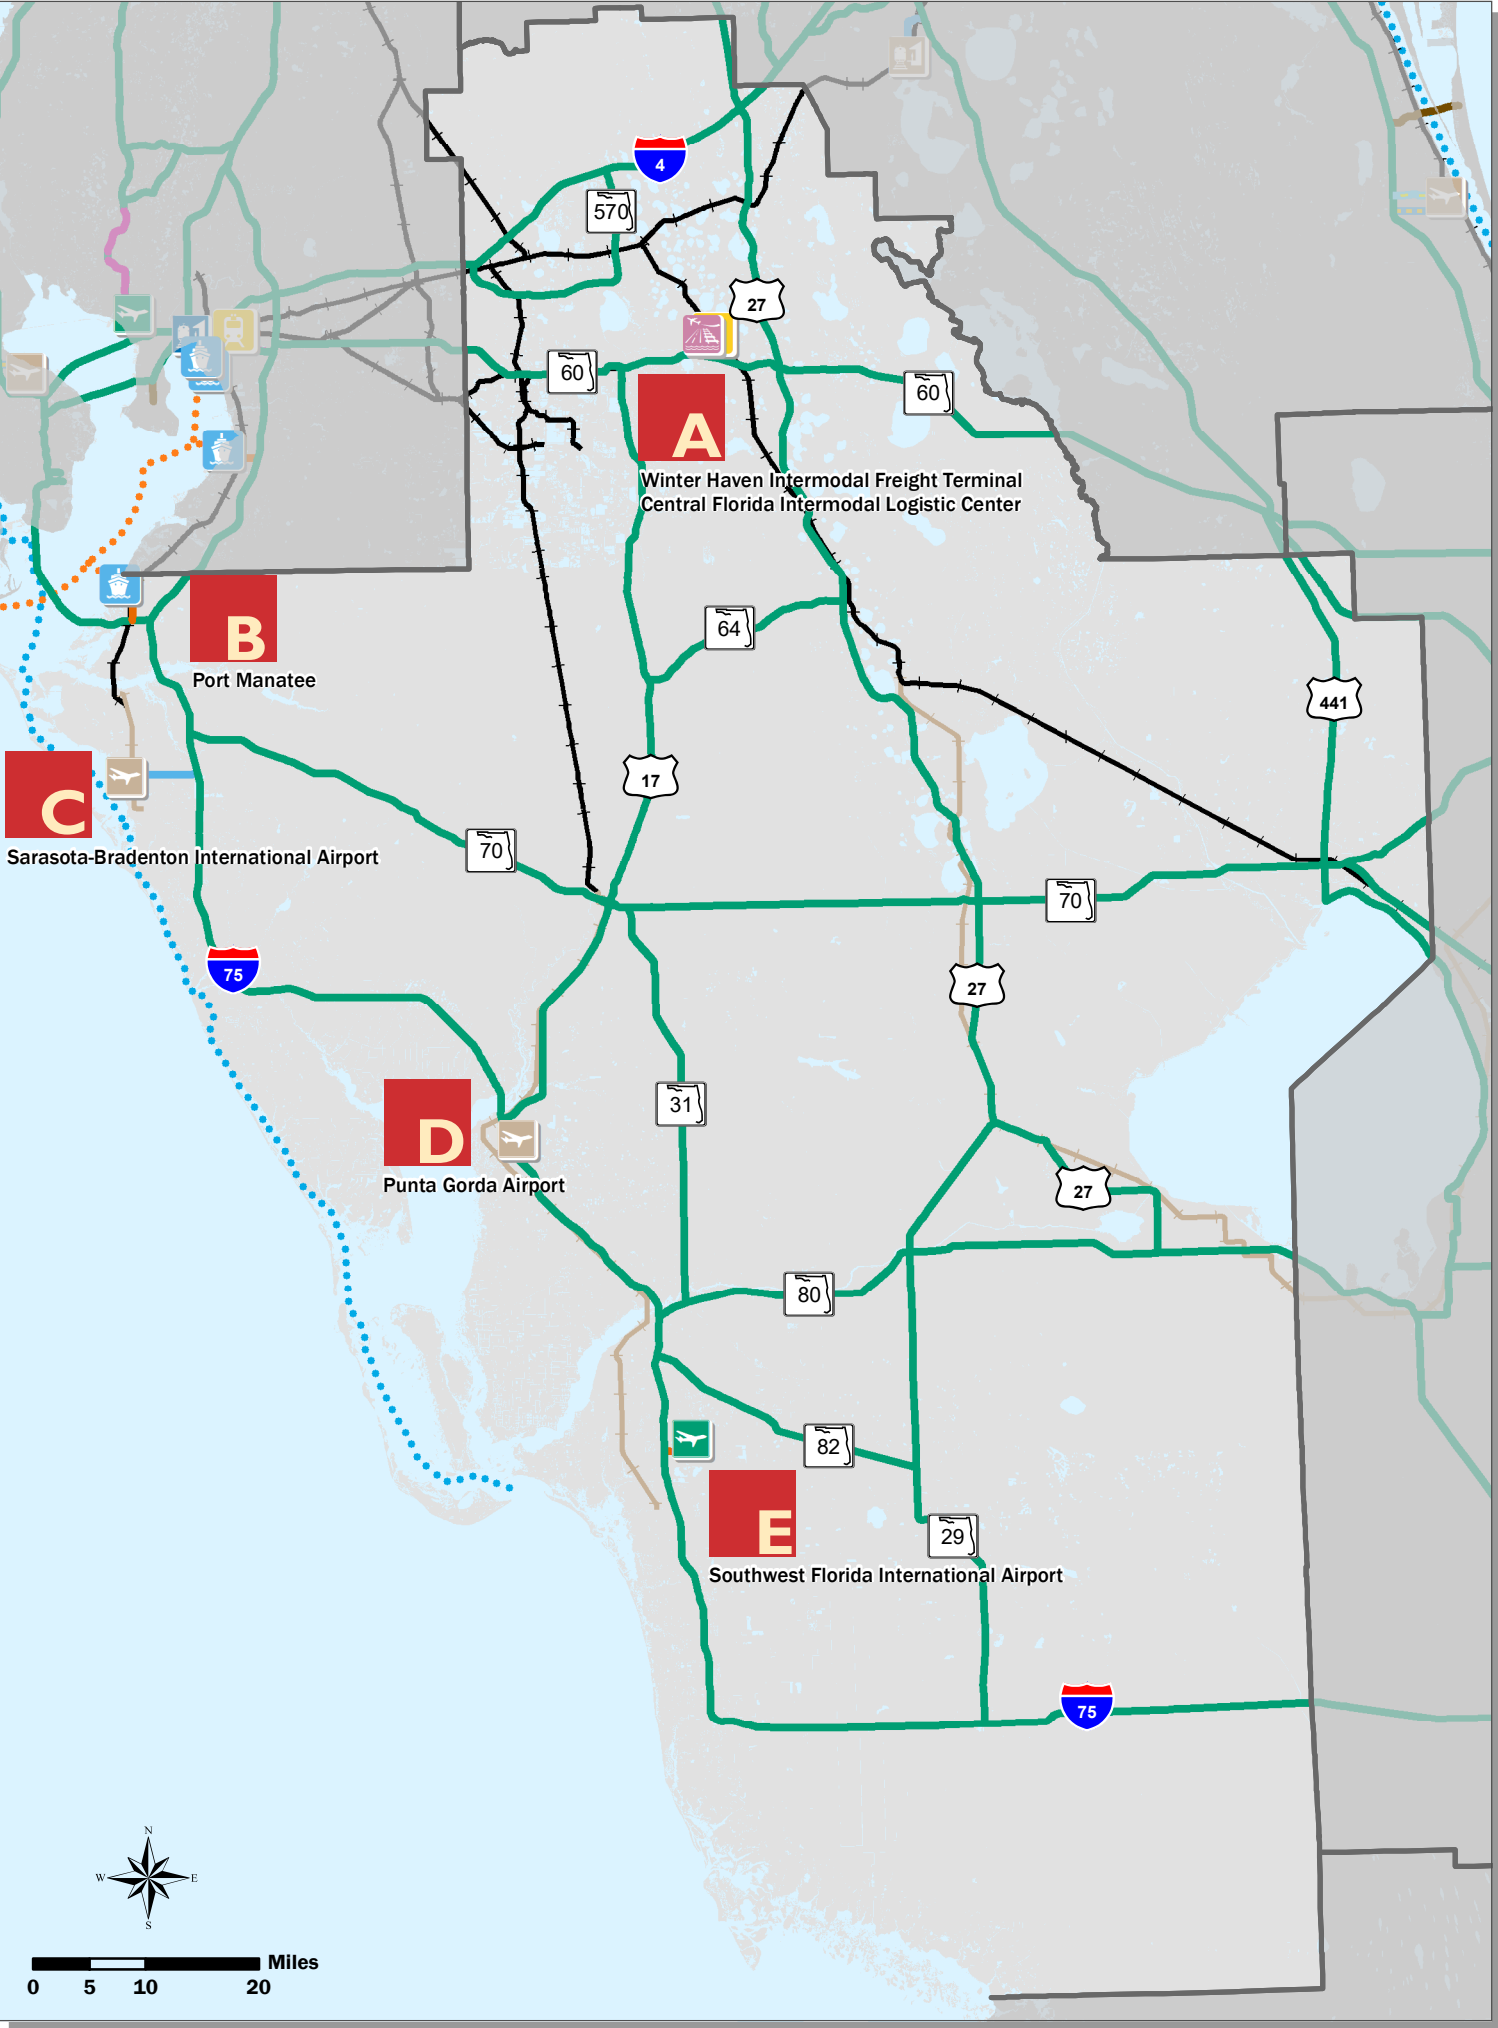 4
570
27
60
60
A
Winter Haven Intermodal Freight Terminal
Central Florida Intermodal Logistic Center
B
Port Manatee
64
441
17
C
Sarasota-Bradenton International Airport
70
70
75
27
D
Punta Gorda Airport
31
27
80
82
E
29
Southwest Florida International Airport
75
N
W E
S
Miles
0 5 10 20